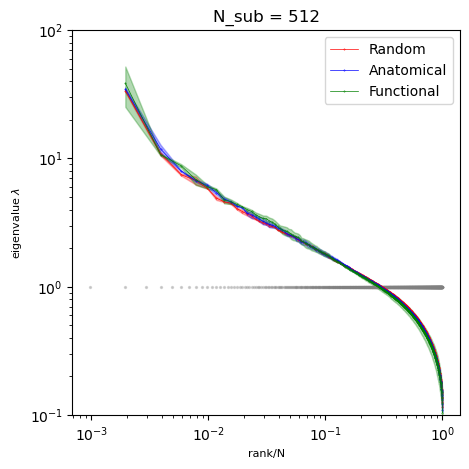 N_sub = 512
Random
Anatomical
Functional
eigenvalue λ
10²
10¹
10⁰
10⁻¹
10⁻³
10⁻²
10⁻¹
10⁰
rank/N